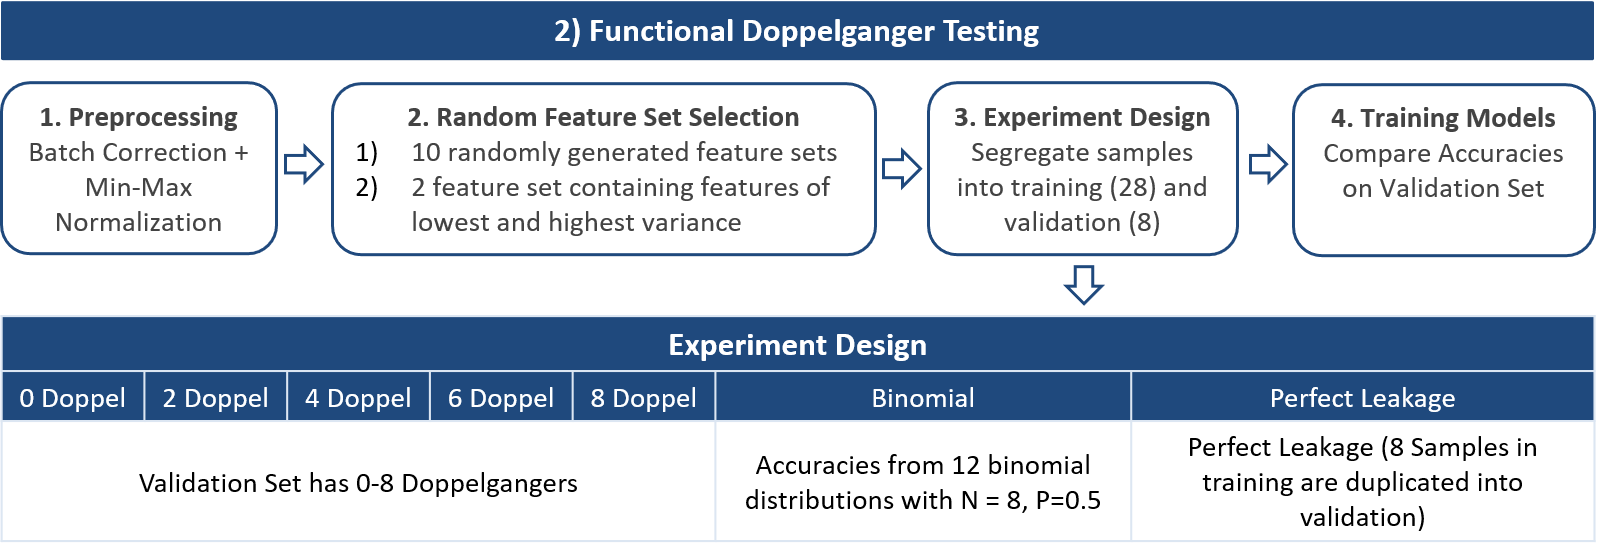 2) Functional Doppelganger Testing
1. Preprocessing
Batch Correction +
Min-Max
Normalization
2. Random Feature Set Selection
1) 10 randomly generated feature sets
2) 2 feature set containing features of
lowest and highest variance
3. Experiment Design
Segregate samples
into training (28) and
validation (8)
4. Training Models
Compare Accuracies
on Validation Set
Experiment Design
0 Doppel 2 Doppel 4 Doppel 6 Doppel 8 Doppel Binomial Perfect Leakage
Validation Set has 0-8 Doppelgangers
Accuracies from 12 binomial
distributions with N = 8, P=0.5
Perfect Leakage (8 Samples in
training are duplicated into
validation)